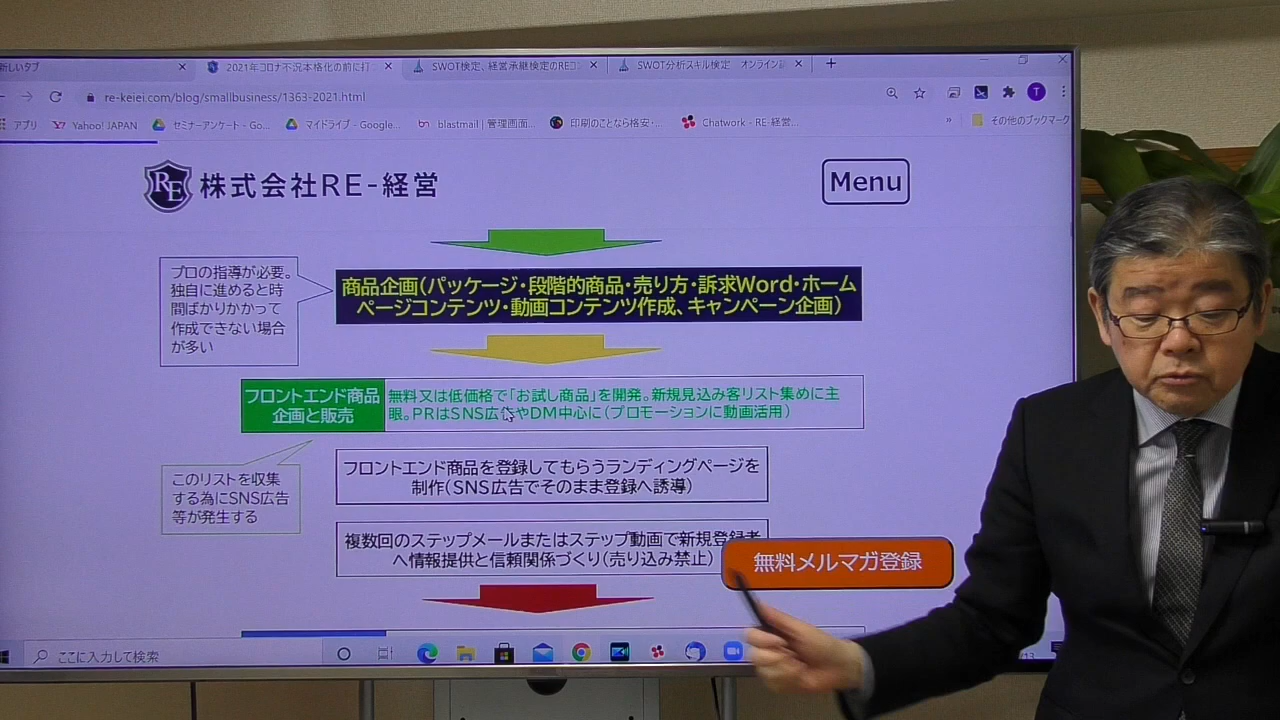 新しいタブ
2021年コロナ不況本格化の前に打
SWOT検定、経営承継検定のREコ
SWOT分析スキル検定 オンライン
re-keiei.com/blog/smallbusiness/1363-2021.html
T
アプリ
Yahoo! JAPAN
セミナーアンケート - Go...
マイドライブ - Google...
blastmail | 管理画面...
印刷のことなら格安・...
Chatwork - RE-経営...
»
その他のブックマーク
RE
株式会社RE-経営
Menu
プロの指導が必要。
独自に進めると時
間ばかりかかって
作成できない場合
が多い
商品企画(パッケージ・段階的商品・売り方・訴求Word・ホーム
ページコンテンツ・動画コンテンツ作成、キャンペーン企画)
フロントエンド商品
企画と販売
無料又は低価格で「お試し商品」を開発。新規見込み客リスト集めに主
眼。PRはSNS広告やDM中心に(プロモーションに動画活用)
このリストを収集
する為にSNS広告
等が発生する
フロントエンド商品を登録してもらうランディングページを
制作(SNS広告でそのまま登録へ誘導)
複数回のステップメールまたはステップ動画で新規登録者
へ情報提供と信頼関係づくり(売り込み禁止)
無料メルマガ登録
ここに入力して検索